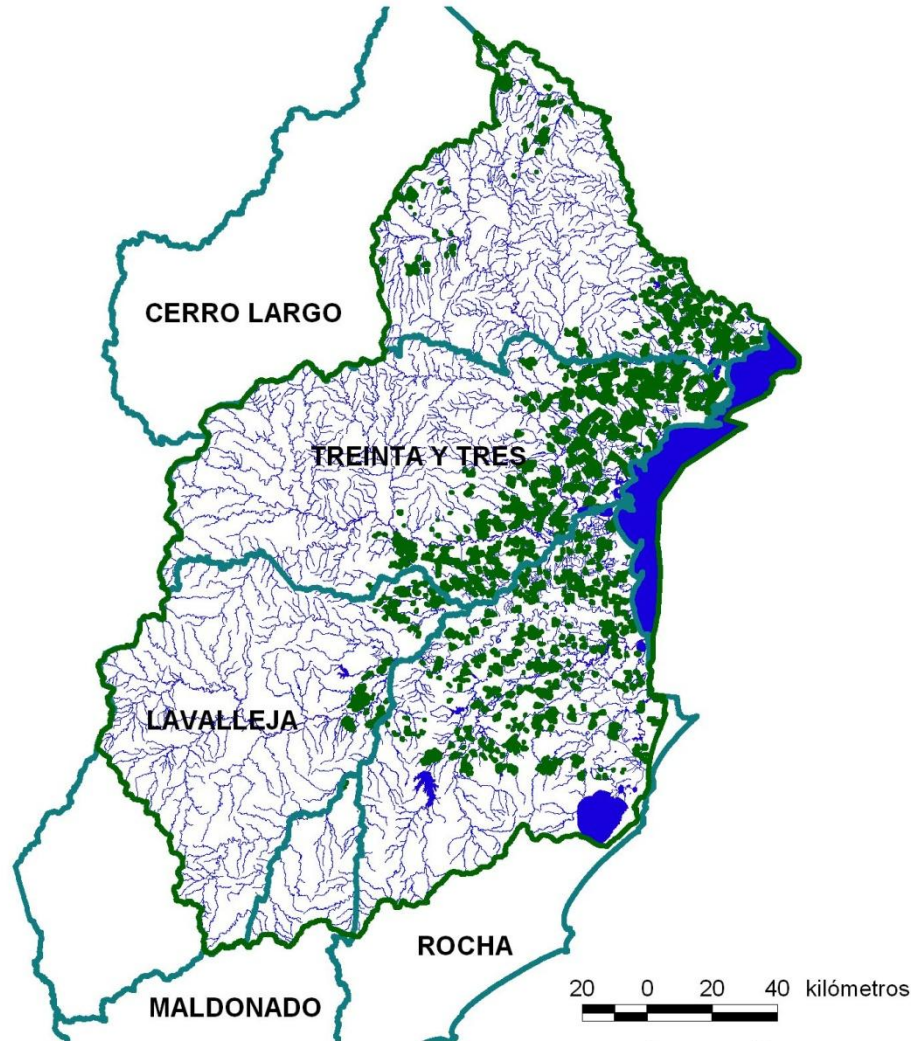 CERRO LARGO
TREINTA Y TRES
LAVALLEJA
ROCHA
MALDONADO
20 0 20 40 kilómetros